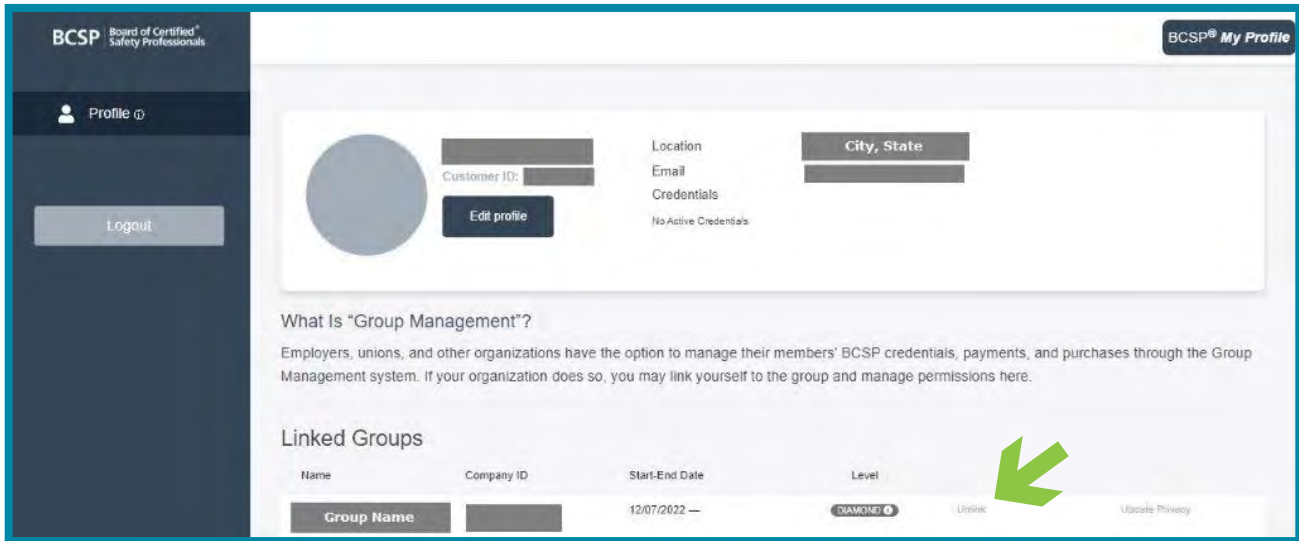 BCSP Board of Certified®
Safety Professionals
BCSP® My Profile
Profile
Logout
Customer ID:
Edit profile
Location
City, State
Email
Credentials
No Active Credentials
What Is “Group Management”?
Employers, unions, and other organizations have the option to manage their members' BCSP credentials, payments, and purchases through the Group
Management system. If your organization does so, you may link yourself to the group and manage permissions here.
Linked Groups
Name Company ID Start-End Date Level
Group Name 12/07/2022 — DIAMOND Unlink Update Privacy